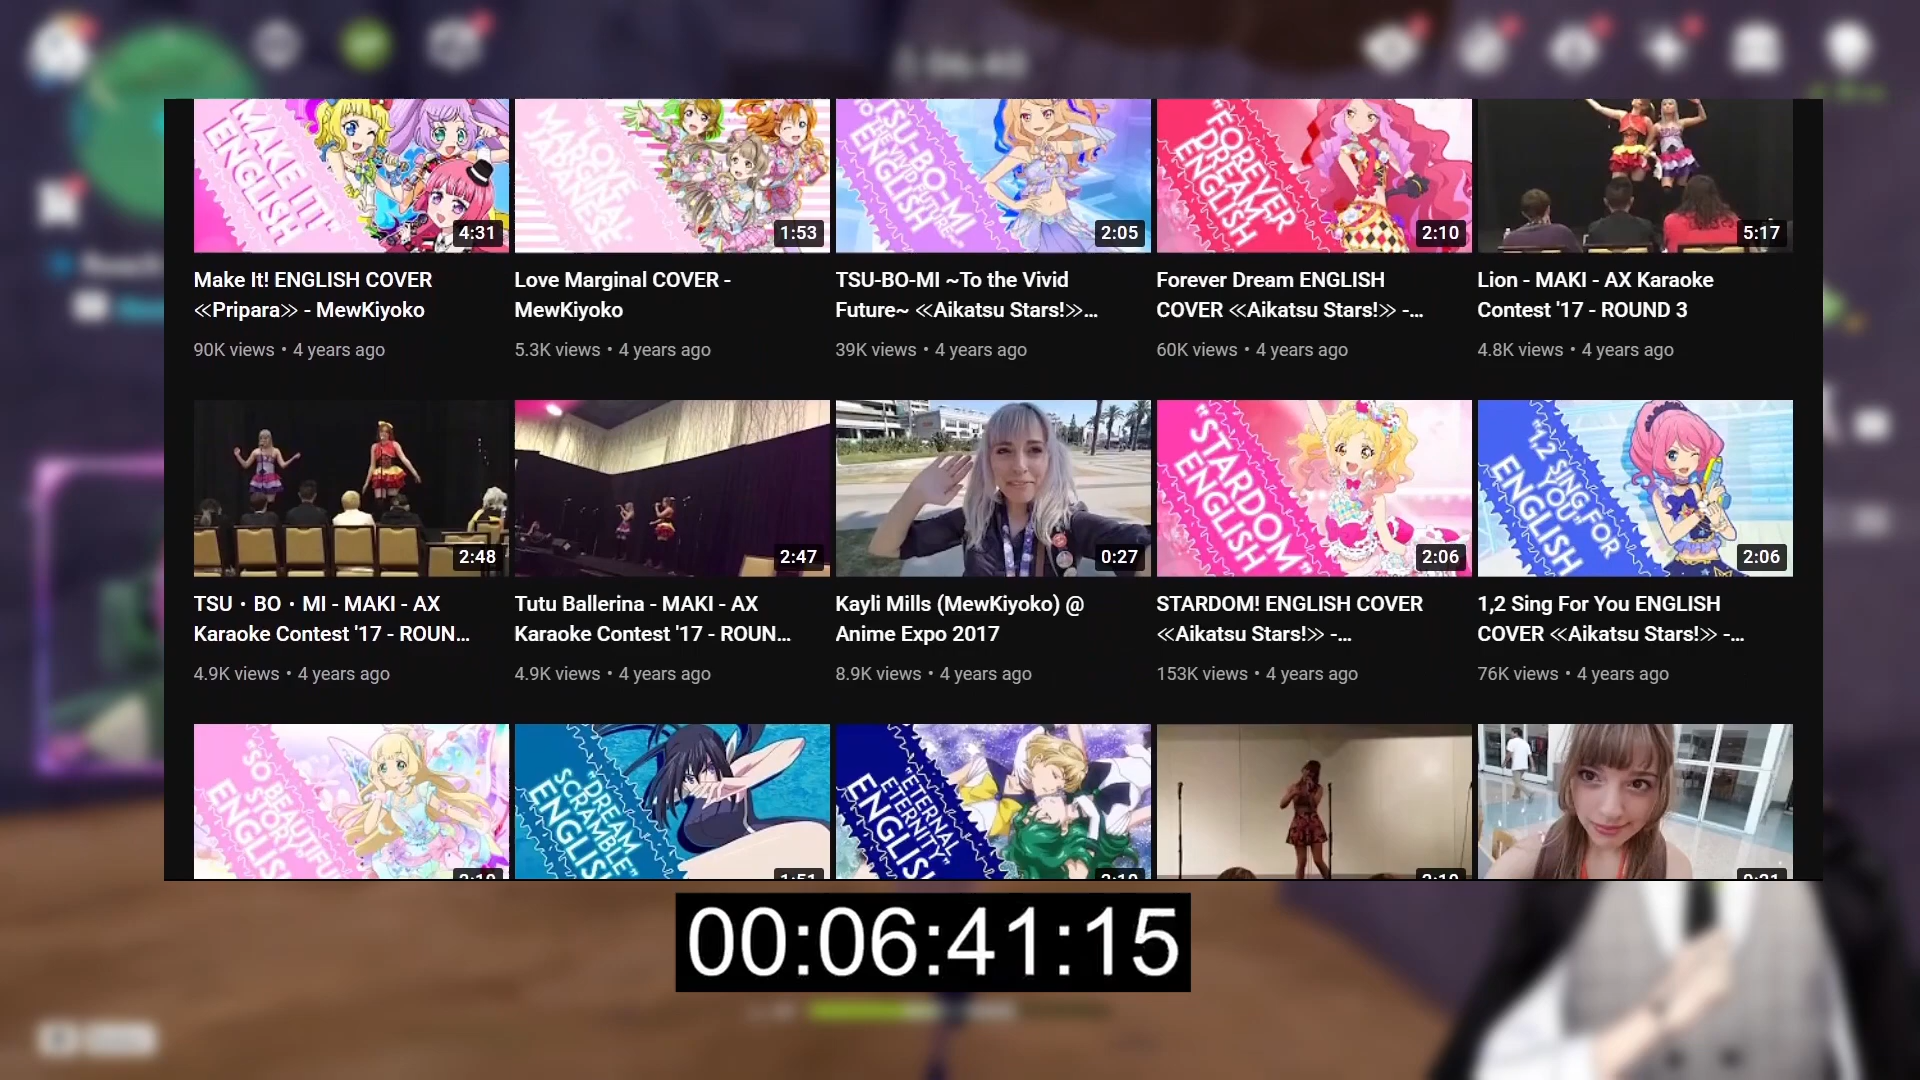 "MAKE IT!"
ENGLISH
4:31
"LOVE
MARGINAL"
JAPANESE
1:53
"TSU-BO-MI
~TO THE VIVID FUTURE~"
ENGLISH
2:05
"FOREVER
DREAM"
ENGLISH
2:10
5:17
Make It! ENGLISH COVER
≪Pripara≫ - MewKiyoko
90K views • 4 years ago
Love Marginal COVER -
MewKiyoko
5.3K views • 4 years ago
TSU-BO-MI ~To the Vivid
Future~ ≪Aikatsu Stars!≫...
39K views • 4 years ago
Forever Dream ENGLISH
COVER ≪Aikatsu Stars!≫ -...
60K views • 4 years ago
Lion - MAKI - AX Karaoke
Contest '17 - ROUND 3
4.8K views • 4 years ago
2:48
2:47
0:27
"STARDOM"
ENGLISH
2:06
"1,2 SING FOR
YOU"
ENGLISH
2:06
TSU・BO・MI - MAKI - AX
Karaoke Contest '17 - ROUN...
4.9K views • 4 years ago
Tutu Ballerina - MAKI - AX
Karaoke Contest '17 - ROUN...
4.9K views • 4 years ago
Kayli Mills (MewKiyoko) @
Anime Expo 2017
8.9K views • 4 years ago
STARDOM! ENGLISH COVER
≪Aikatsu Stars!≫ -...
153K views • 4 years ago
1,2 Sing For You ENGLISH
COVER ≪Aikatsu Stars!≫ -...
76K views • 4 years ago
"SO BEAUTIFUL
STORY"
ENGLISH
"DREAM
SCRAMBLE"
ENGLISH
1:51
"ETERNAL
ETERNITY"
ENGLISH
00:06:41:15